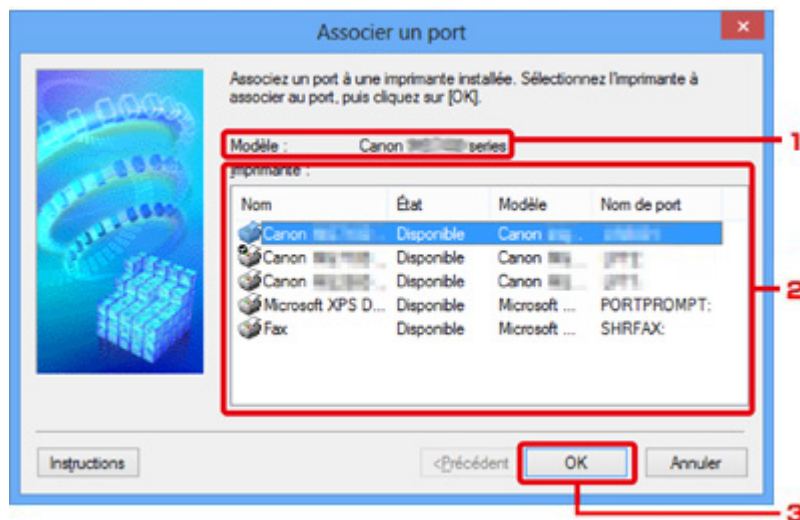 Associer un port
Associez un port à une imprimante installée. Sélectionnez l'imprimante à
associer au port, puis cliquez sur [OK].
Modèle : Canon series
1
Imprimante :
Nom État Modèle Nom de port
Canon Disponible Canon
Canon Disponible Canon
Canon Disponible Canon
Microsoft XPS D... Disponible Microsoft ... PORTPROMPT:
2
Fax Disponible Microsoft ... SHRFAX:
Instructions <Précédent OK Annuler
3